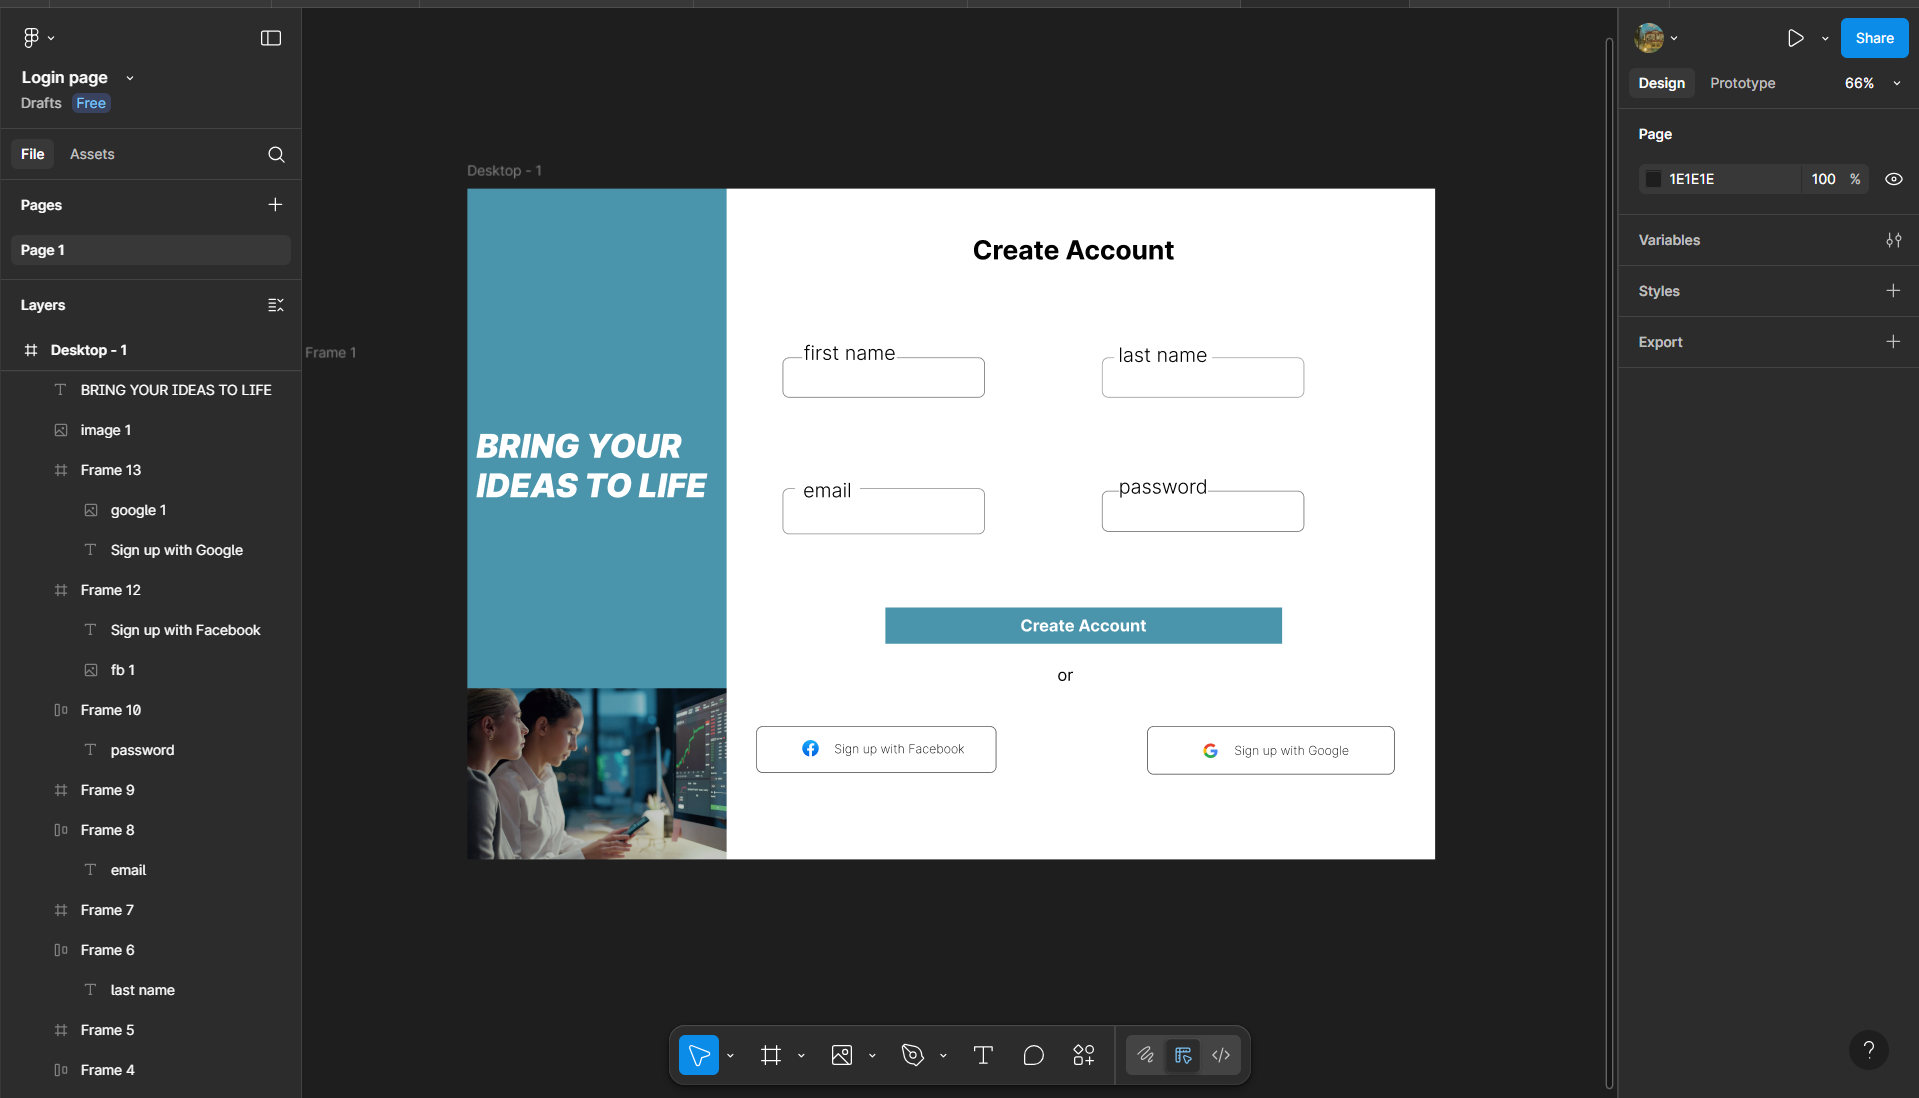 Login page
Drafts Free
File Assets
Pages
Page 1
Layers
Desktop - 1
BRING YOUR IDEAS TO LIFE
image 1
Frame 13
google 1
Sign up with Google
Frame 12
Sign up with Facebook
fb 1
Frame 10
password
Frame 9
Frame 8
email
Frame 7
Frame 6
last name
Frame 5
Frame 4
Frame 1
Desktop - 1
BRING YOUR
IDEAS TO LIFE
Create Account
first name
last name
email
password
Create Account
or
Sign up with Facebook
Sign up with Google
Share
Design Prototype 66%
Page
1E1E1E 100 %
Variables
Styles
Export
?